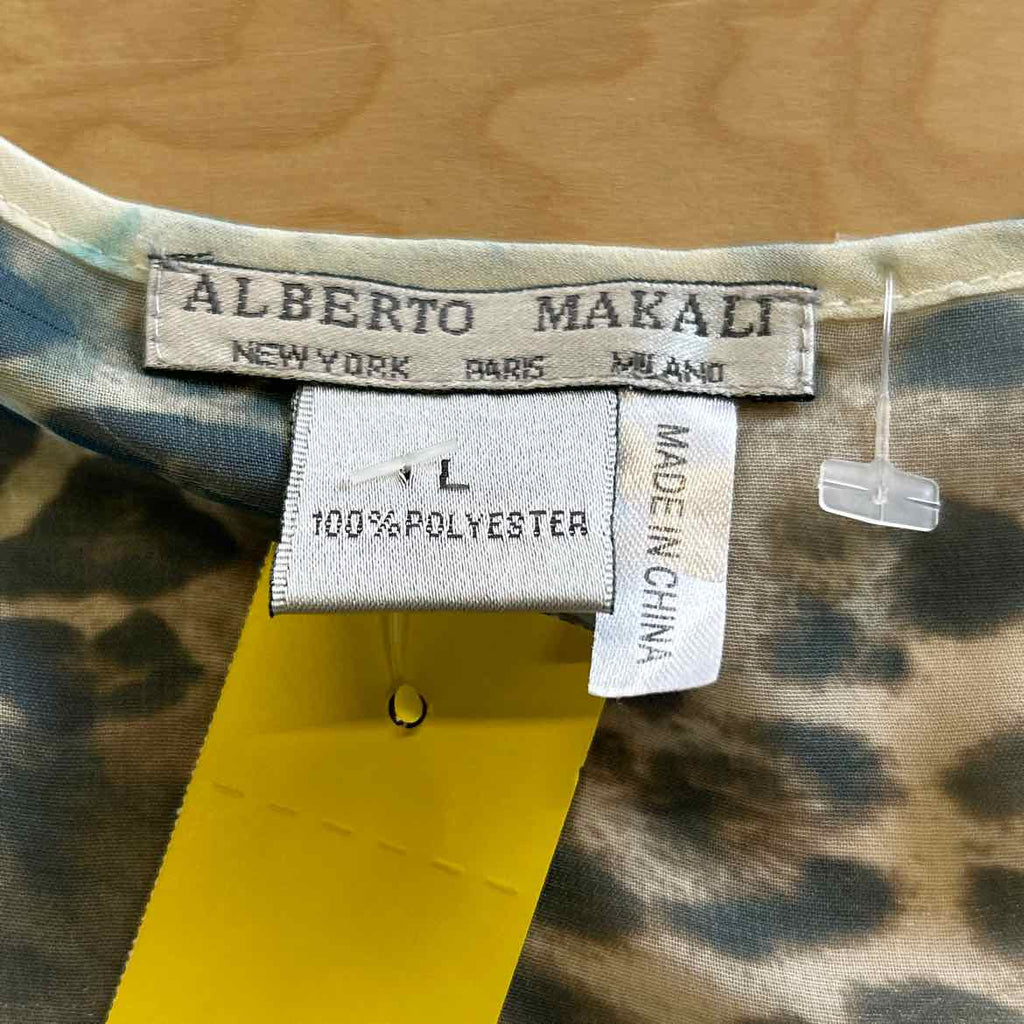 ALBERTO MAKALI
NEW YORK PARIS MILANO
L
100% POLYESTER
MADE IN CHINA